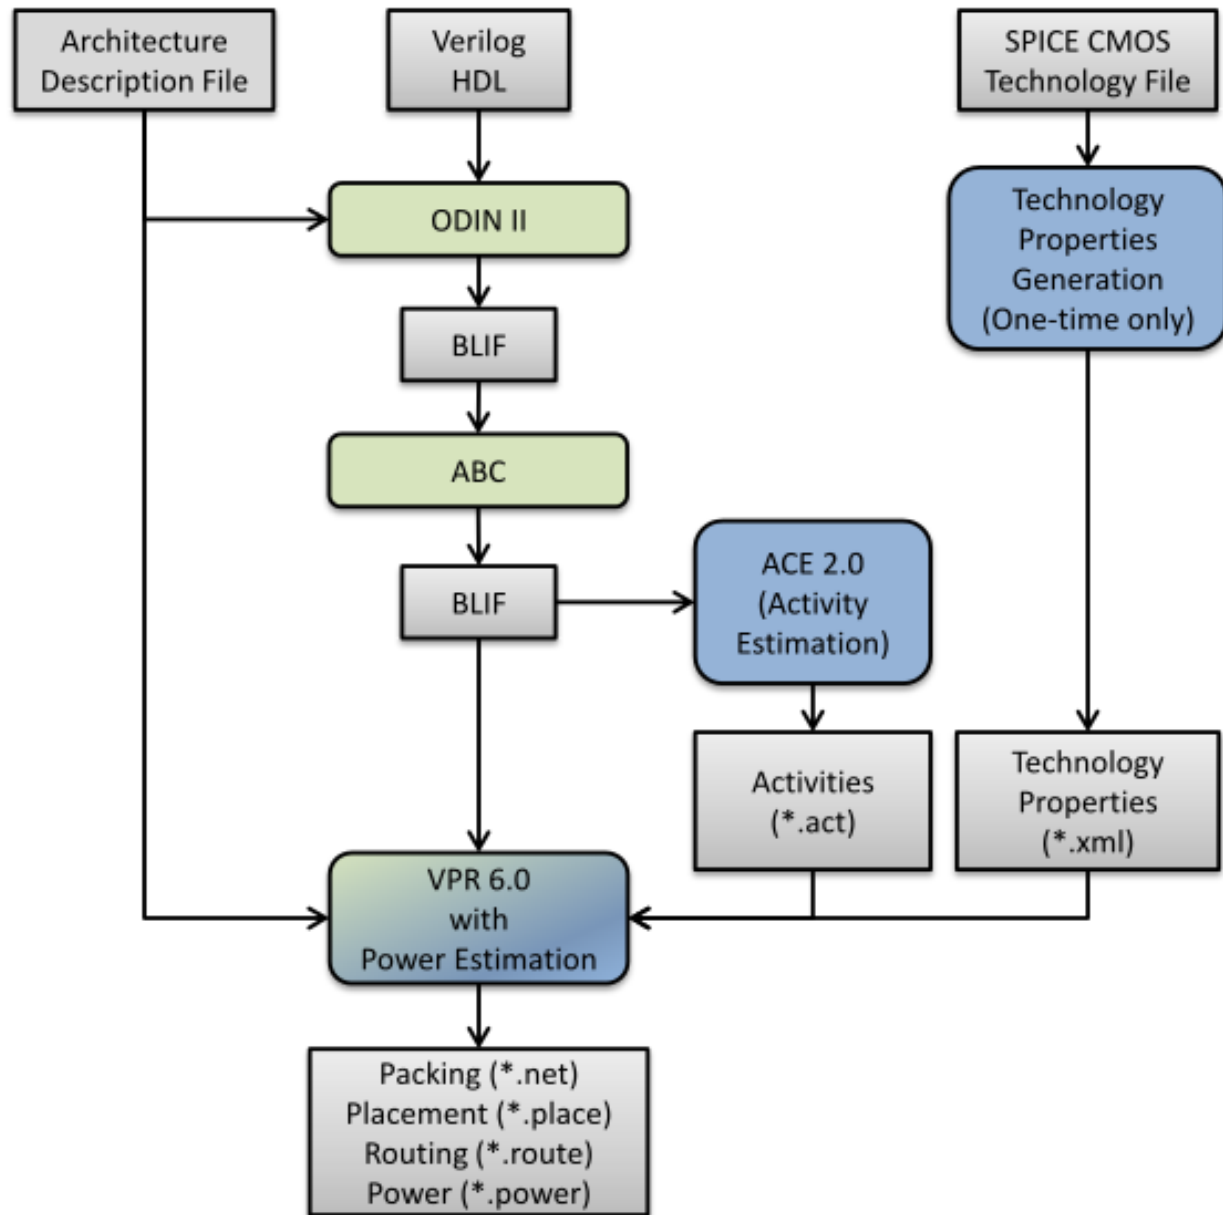 Architecture
Description File
Verilog
HDL
SPICE CMOS
Technology File
ODIN II
Technology
Properties
Generation
(One-time only)
BLIF
ABC
BLIF
ACE 2.0
(Activity
Estimation)
Activities
(*.act)
Technology
Properties
(*.xml)
VPR 6.0
with
Power Estimation
Packing (*.net)
Placement (*.place)
Routing (*.route)
Power (*.power)